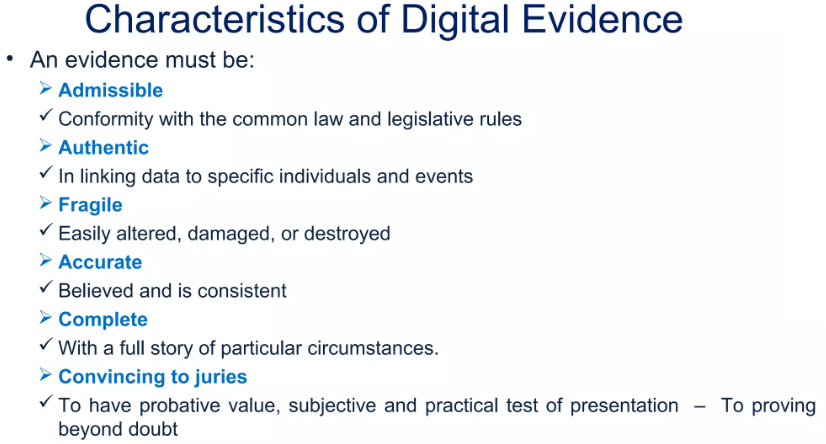 Characteristics of Digital Evidence
• An evidence must be:
➢ Admissible
✓ Conformity with the common law and legislative rules
➢ Authentic
✓ In linking data to specific individuals and events
➢ Fragile
✓ Easily altered, damaged, or destroyed
➢ Accurate
✓ Believed and is consistent
➢ Complete
✓ With a full story of particular circumstances.
➢ Convincing to juries
✓ To have probative value, subjective and practical test of presentation – To proving
beyond doubt